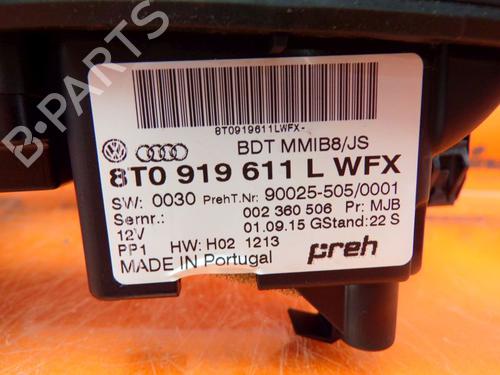 B-PARTS
8T0919611LWFX-
BDT MMIB8/JS
8T0 919 611 L WFX
SW: 0030 PrehT.Nr: 90025-505/0001
Sernr.: 002 360 506 Pr: MJB
12V 01.09.15 GStand: 22 S
PP1 HW: H02 1213
MADE IN Portugal preh